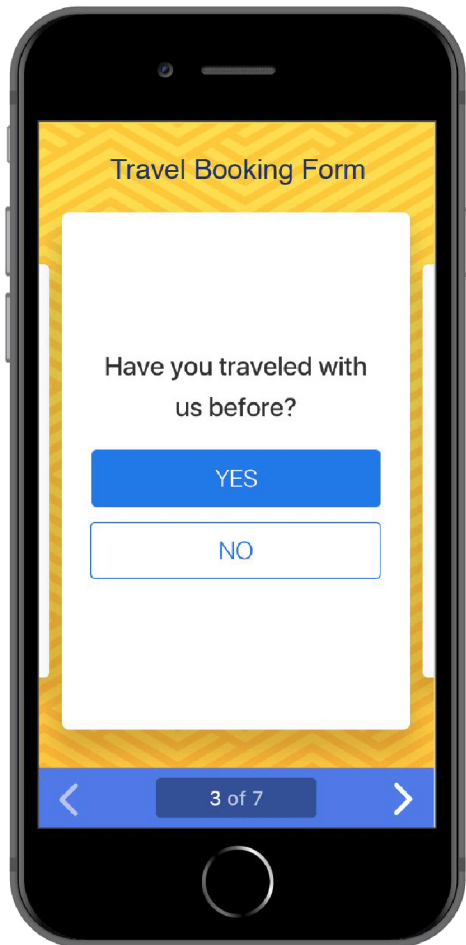 Travel Booking Form
Have you traveled with
us before?
YES
NO
3 of 7